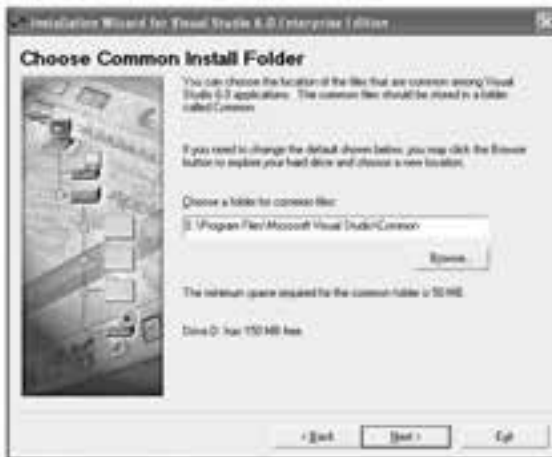 Installation Wizard for Visual Studio 6.0 Enterprise Edition
Choose Common Install Folder
You can choose the location of the files that are common among Visual
Studio 6.0 applications. The common files should be stored in a folder
called Common.
If you need to change the default shown below, you may click the Browse
button to explore your hard drive and choose a new location.
Choose a folder for common files:
\Program Files\Microsoft Visual Studio\Common
Browse...
The minimum space required for the common folder is 50 MB.
Drive D: has 150 MB free.
< Back
Next >
Exit